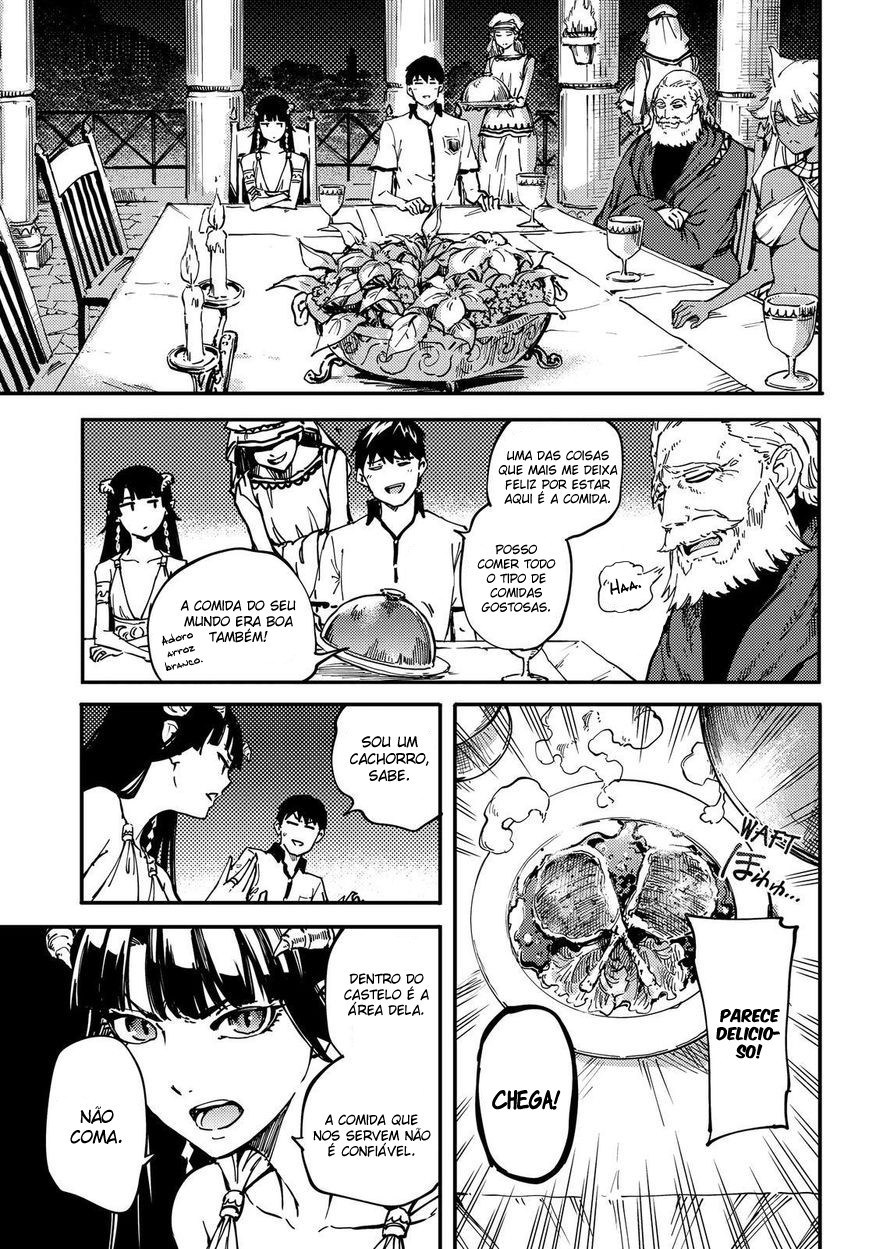 UMA DAS COISAS
QUE MAIS ME DEIXA
FELIZ POR ESTAR
AQUI É A COMIDA.
POSSO
COMER TODO
O TIPO DE
COMIDAS
GOSTOSAS.
HAA.
A COMIDA DO SEU
MUNDO ERA BOA
TAMBÉM!
Adoro
arroz
branco.
WAFT
ほわわ...
PARECE
DELICIO-
SO!
CHEGA!
SOU UM
CACHORRO,
SABE.
DENTRO DO
CASTELO É A
ÁREA DELA.
A COMIDA QUE
NOS SERVEM NÃO
É CONFIÁVEL.
NÃO
COMA.